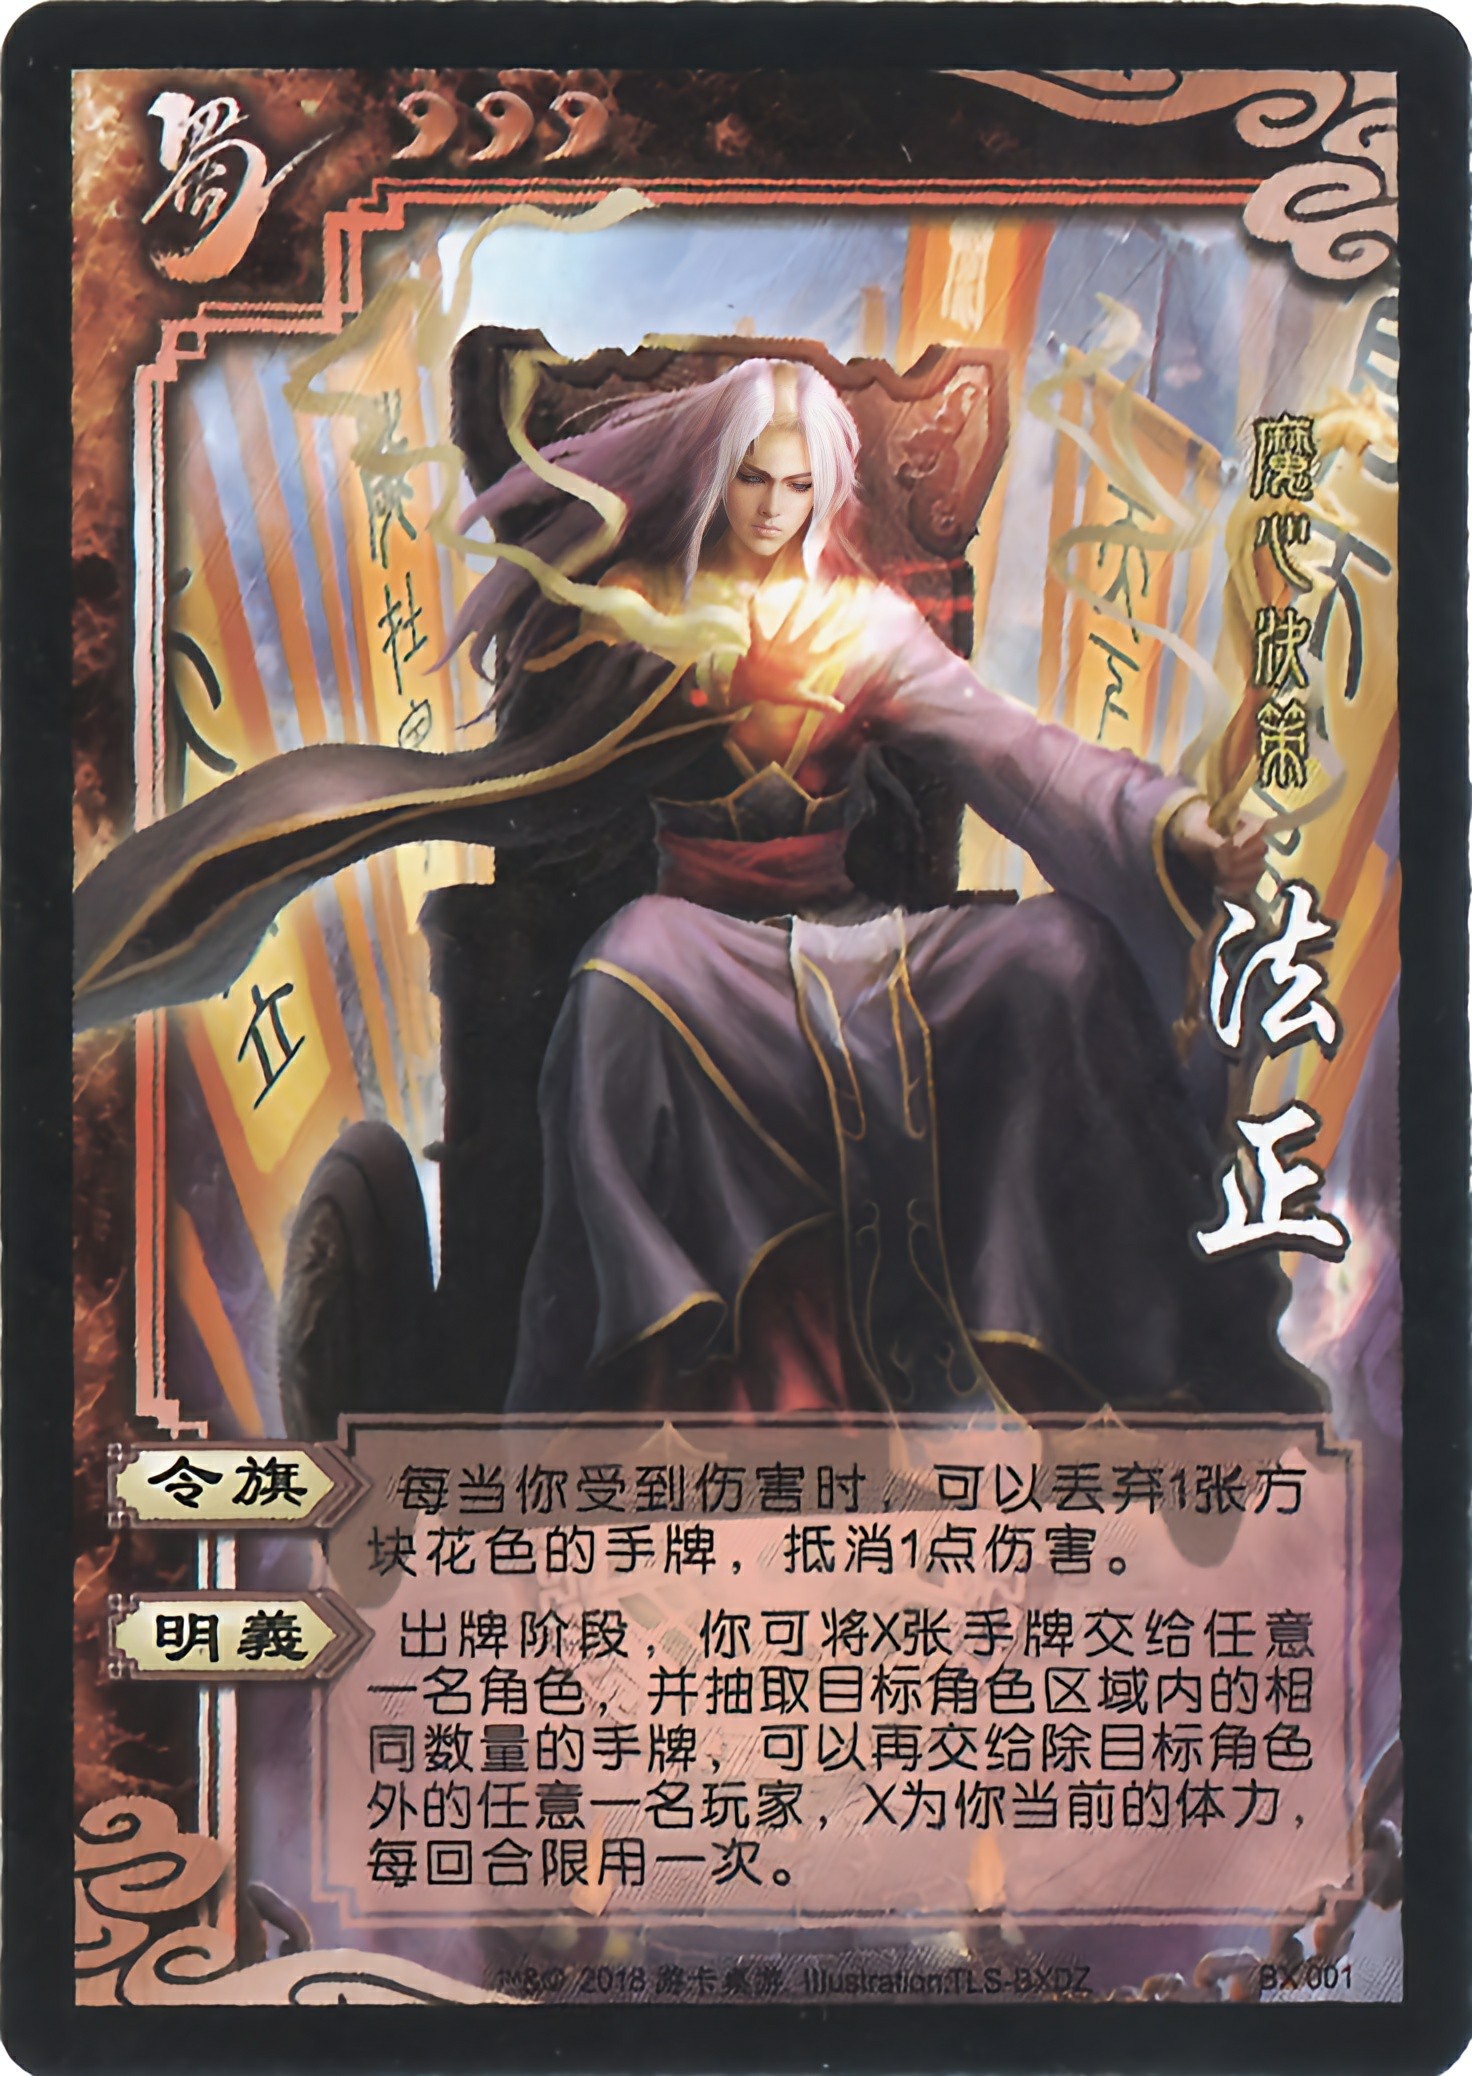 蜀
魔心决策
法正
令旗
每当你受到伤害时，可以丢弃1张方
块花色的手牌，抵消1点伤害。
明義
出牌阶段，你可将X张手牌交给任意
一名角色，并抽取目标角色区域内的相
同数量的手牌，可以再交给除目标角色
外的任意一名玩家，X为你当前的体力，
每回合限用一次。
™&© 2018 游卡桌游. Illustration:TLS-BXDZ
BX 001